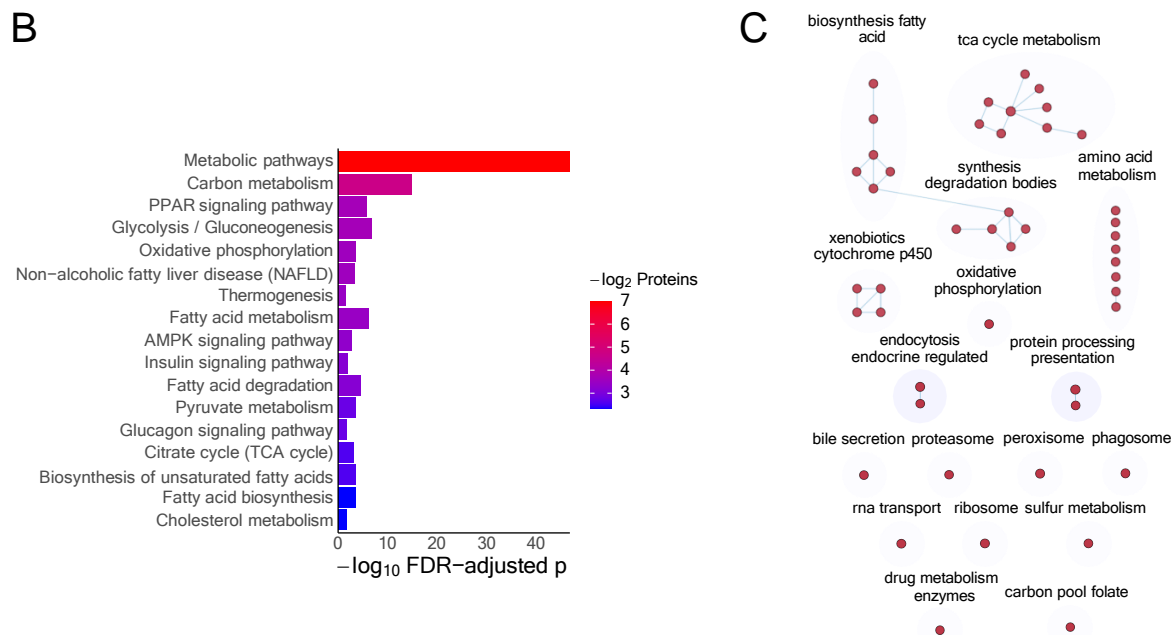 B
Metabolic pathways
Carbon metabolism
PPAR signaling pathway
Glycolysis / Gluconeogenesis
Oxidative phosphorylation
Non−alcoholic fatty liver disease (NAFLD)
Thermogenesis
Fatty acid metabolism
AMPK signaling pathway
Insulin signaling pathway
Fatty acid degradation
Pyruvate metabolism
Glucagon signaling pathway
Citrate cycle (TCA cycle)
Biosynthesis of unsaturated fatty acids
Fatty acid biosynthesis
Cholesterol metabolism
0 10 20 30 40
−log10 FDR−adjusted p
−log2 Proteins
7
6
5
4
3
C
biosynthesis fatty
acid
tca cycle metabolism
synthesis
degradation bodies
amino acid
metabolism
xenobiotics
cytochrome p450
oxidative
phosphorylation
endocytosis
endocrine regulated
protein processing
presentation
bile secretion proteasome peroxisome phagosome
rna transport ribosome sulfur metabolism
drug metabolism
enzymes
carbon pool folate